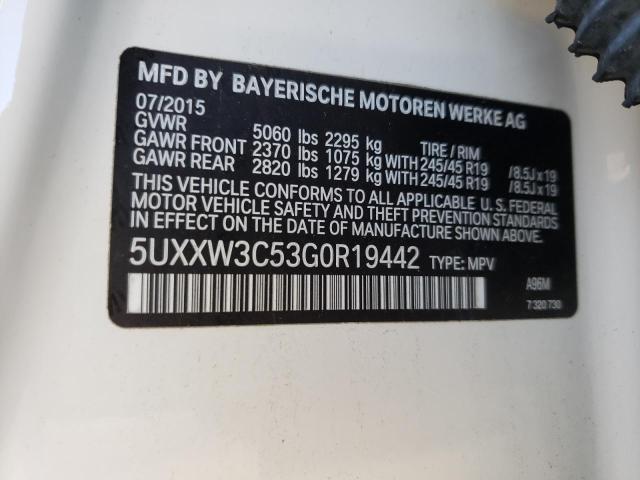 MFD BY BAYERISCHE MOTOREN WERKE AG
07/2015
GVWR 5060 lbs 2295 kg TIRE / RIM
GAWR FRONT 2370 lbs 1075 kg WITH 245/45 R19 /8.5J x 19
GAWR REAR 2820 lbs 1279 kg WITH 245/45 R19 /8.5J x 19
THIS VEHICLE CONFORMS TO ALL APPLICABLE U. S. FEDERAL
MOTOR VEHICLE SAFETY AND THEFT PREVENTION STANDARDS
IN EFFECT ON THE DATE OF MANUFACTURE SHOWN ABOVE.
5UXXW3C53G0R19442 TYPE: MPV
A96M
7 320 730